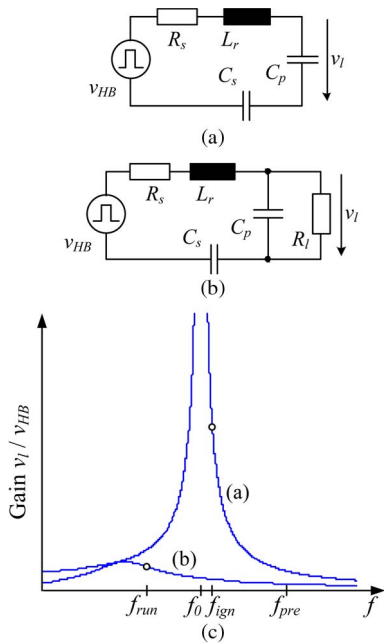 R_s L_r
C_s C_p v_l
v_HB
(a)
R_s L_r
v_HB C_s C_p R_l v_l
(b)
Gain v_l / v_HB
(a)
(b)
f_run f_0 f_ign f_pre f
(c)